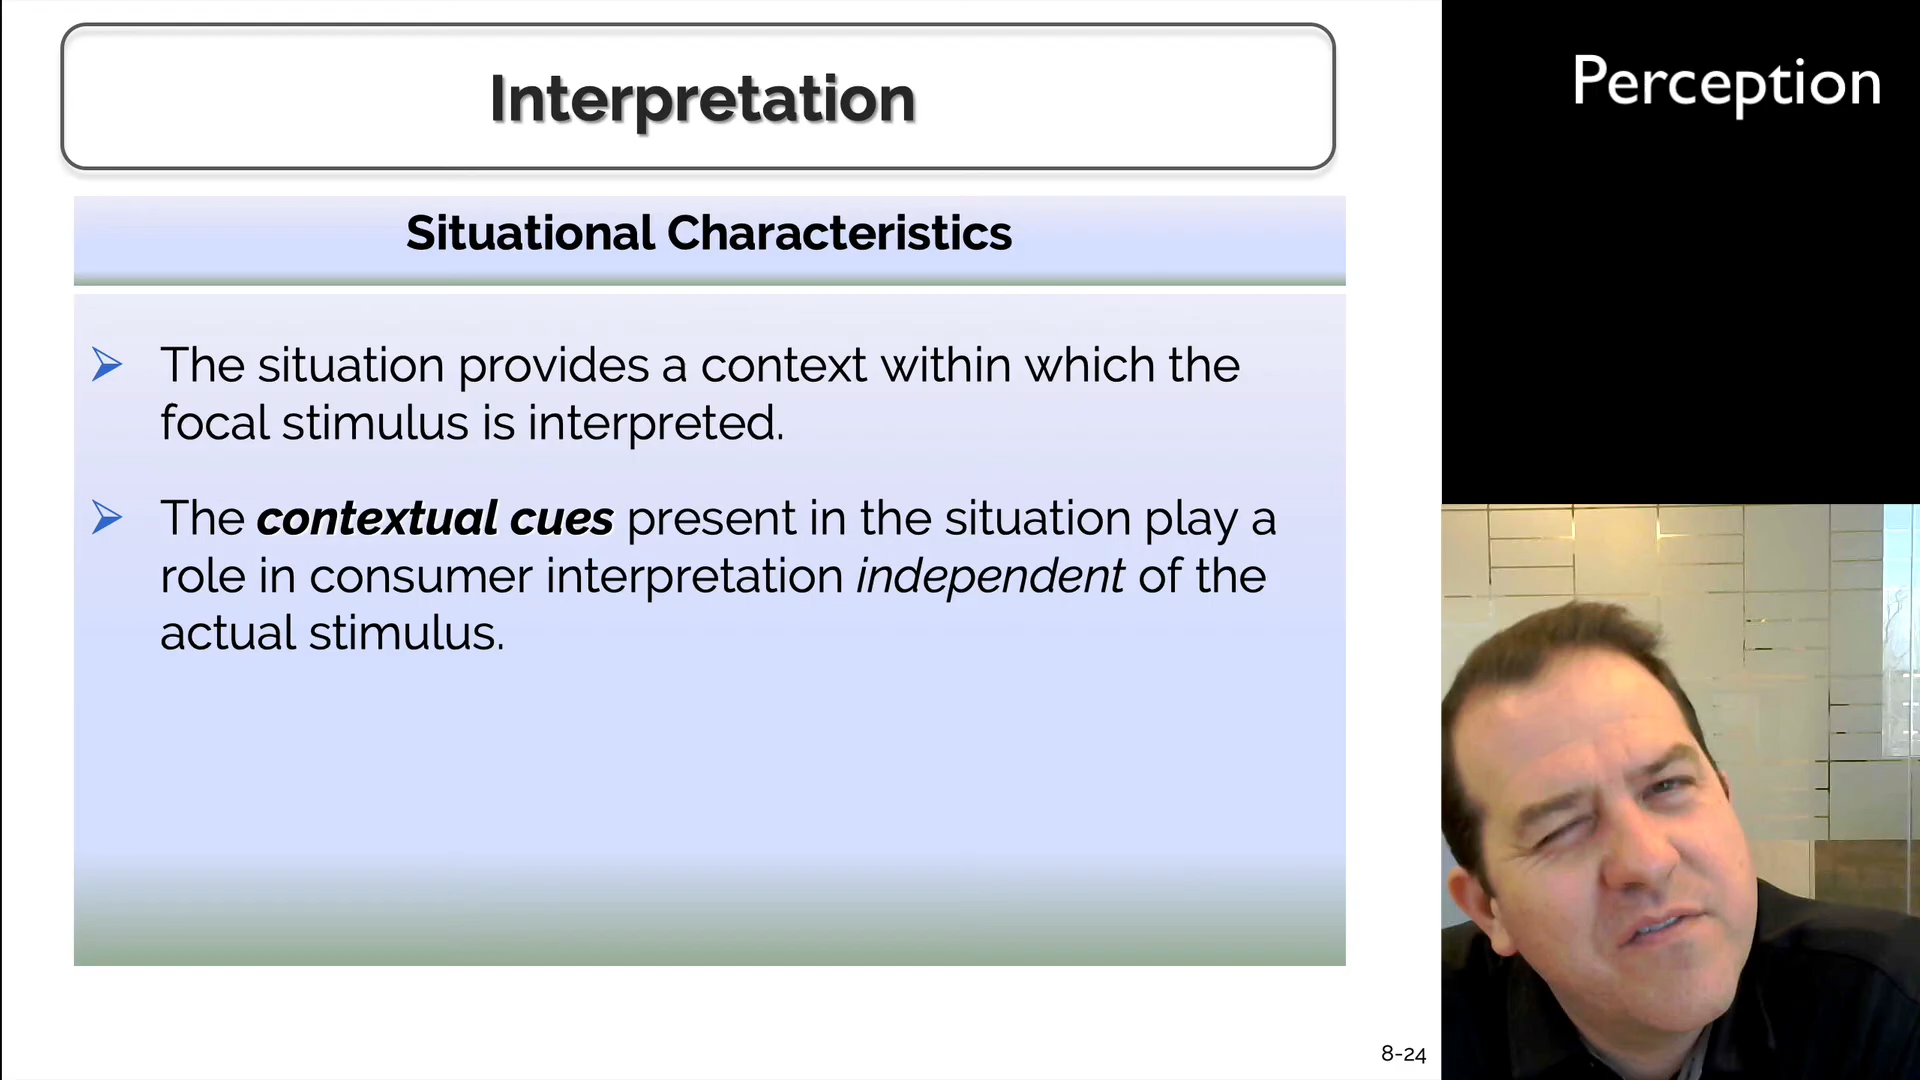 Interpretation
Perception
Situational Characteristics
The situation provides a context within which the
focal stimulus is interpreted.
The contextual cues present in the situation play a
role in consumer interpretation independent of the
actual stimulus.
8-24